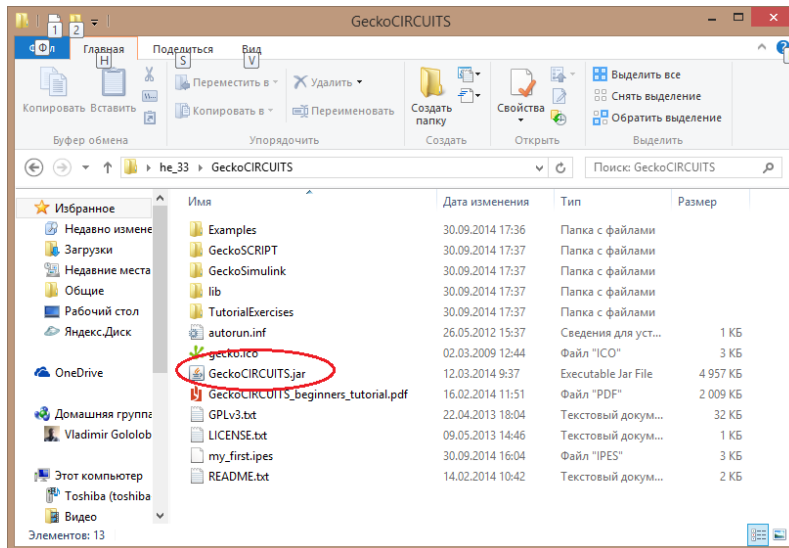 GeckoCIRCUITS
1 2
Ф Главная Поделиться Вид
H S V
Копировать Вставить
Переместить в Удалить
Копировать в Переименовать
Создать папку
Свойства
Выделить все
Снять выделение
Обратить выделение
Буфер обмена Упорядочить Создать Открыть Выделить
he_33 GeckoCIRCUITS Поиск: GeckoCIRCUITS
Имя Дата изменения Тип Размер
Избранное
Недавно измене
Загрузки
Недавние места
Общие
Рабочий стол
Яндекс.Диск
OneDrive
Домашняя группа
Vladimir Gololob
Этот компьютер
Toshiba (toshiba
Видео
Examples 30.09.2014 17:36 Папка с файлами
GeckoSCRIPT 30.09.2014 17:37 Папка с файлами
GeckoSimulink 30.09.2014 17:37 Папка с файлами
lib 30.09.2014 17:37 Папка с файлами
TutorialExercises 30.09.2014 17:37 Папка с файлами
autorun.inf 26.05.2012 15:37 Сведения для уст... 1 КБ
gecko.ico 02.03.2009 12:44 Файл "ICO" 3 КБ
GeckoCIRCUITS.jar 12.03.2014 9:37 Executable Jar File 4 957 КБ
GeckoCIRCUITS_beginners_tutorial.pdf 16.02.2014 11:51 Файл "PDF" 2 009 КБ
GPLv3.txt 22.04.2013 18:04 Текстовый докум... 32 КБ
LICENSE.txt 09.05.2013 14:46 Текстовый докум... 1 КБ
my_first.ipes 30.09.2014 16:04 Файл "IPES" 3 КБ
README.txt 14.02.2014 10:42 Текстовый докум... 2 КБ
Элементов: 13